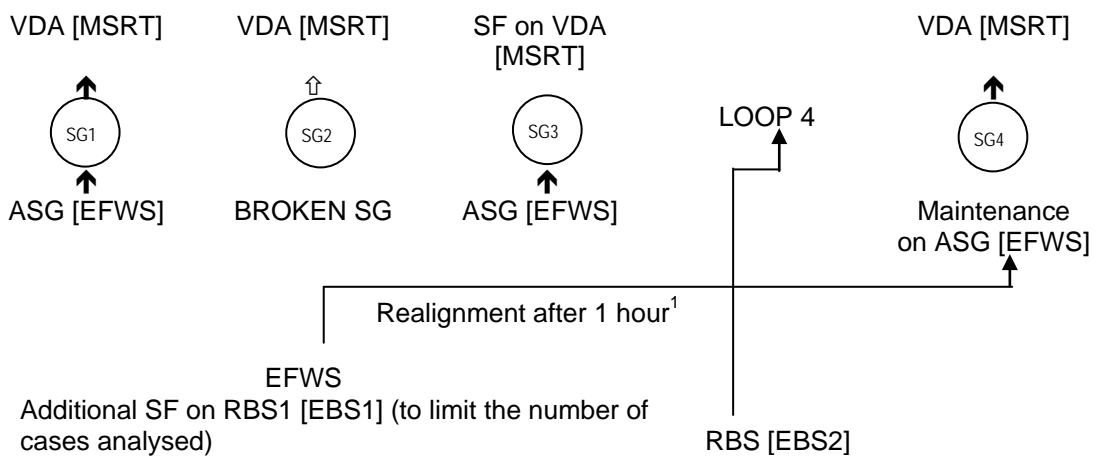 VDA [MSRT] VDA [MSRT] SF on VDA VDA [MSRT]
[MSRT]
SG1 SG2 SG3 SG4
LOOP 4
ASG [EFWS] BROKEN SG ASG [EFWS] Maintenance
on ASG [EFWS]
Realignment after 1 hour¹
EFWS
Additional SF on RBS1 [EBS1] (to limit the number of
cases analysed)
RBS [EBS2]